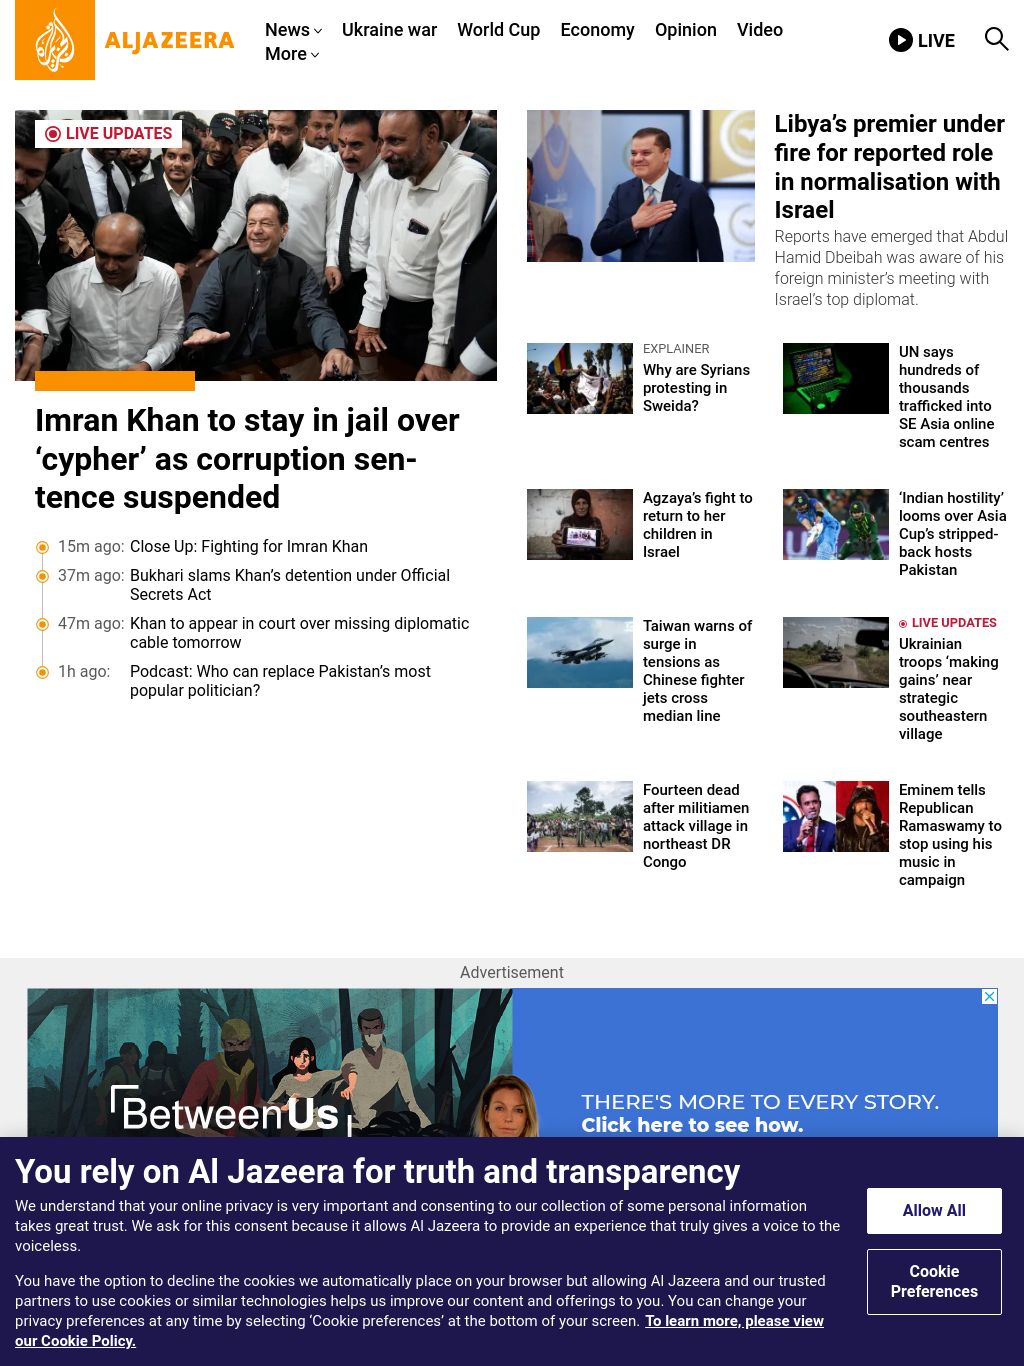 ALJAZEERA
News
Ukraine war
World Cup
Economy
Opinion
Video
More
LIVE
LIVE UPDATES
Imran Khan to stay in jail over
‘cypher’ as corruption sen-
tence suspended
15m ago: Close Up: Fighting for Imran Khan
37m ago: Bukhari slams Khan’s detention under Official
Secrets Act
47m ago: Khan to appear in court over missing diplomatic
cable tomorrow
1h ago: Podcast: Who can replace Pakistan’s most
popular politician?
Libya’s premier under
fire for reported role
in normalisation with
Israel
Reports have emerged that Abdul
Hamid Dbeibah was aware of his
foreign minister’s meeting with
Israel’s top diplomat.
EXPLAINER
Why are Syrians
protesting in
Sweida?
UN says
hundreds of
thousands
trafficked into
SE Asia online
scam centres
Agzaya’s fight to
return to her
children in
Israel
‘Indian hostility’
looms over Asia
Cup’s stripped-
back hosts
Pakistan
Taiwan warns of
surge in
tensions as
Chinese fighter
jets cross
median line
LIVE UPDATES
Ukrainian
troops ‘making
gains’ near
strategic
southeastern
village
Fourteen dead
after militiamen
attack village in
northeast DR
Congo
Eminem tells
Republican
Ramaswamy to
stop using his
music in
campaign
Advertisement
BetweenUs
THERE'S MORE TO EVERY STORY.
Click here to see how.
You rely on Al Jazeera for truth and transparency
We understand that your online privacy is very important and consenting to our collection of some personal information
takes great trust. We ask for this consent because it allows Al Jazeera to provide an experience that truly gives a voice to the
voiceless.
You have the option to decline the cookies we automatically place on your browser but allowing Al Jazeera and our trusted
partners to use cookies or similar technologies helps us improve our content and offerings to you. You can change your
privacy preferences at any time by selecting ‘Cookie preferences’ at the bottom of your screen. To learn more, please view
our Cookie Policy.
Allow All
Cookie
Preferences